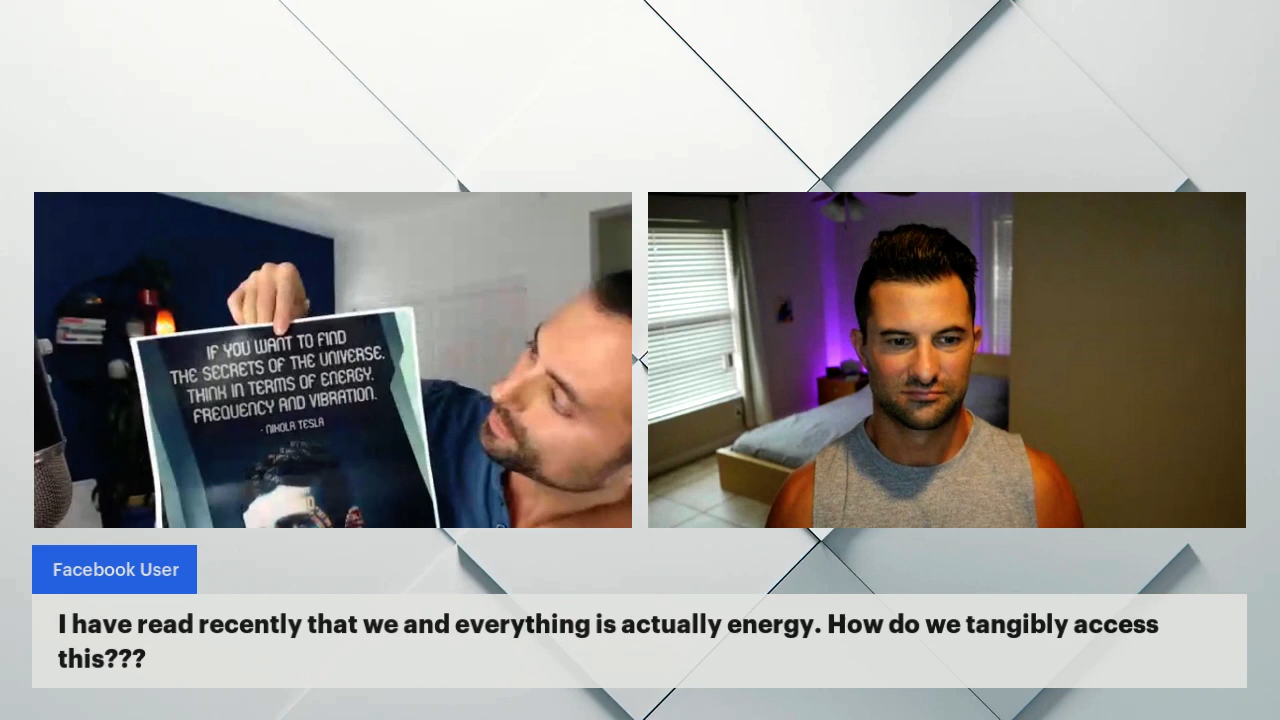 IF YOU WANT TO FIND
THE SECRETS OF THE UNIVERSE.
THINK IN TERMS OF ENERGY.
FREQUENCY AND VIBRATION.
- NIKOLA TESLA
Facebook User
I have read recently that we and everything is actually energy. How do we tangibly access
this???